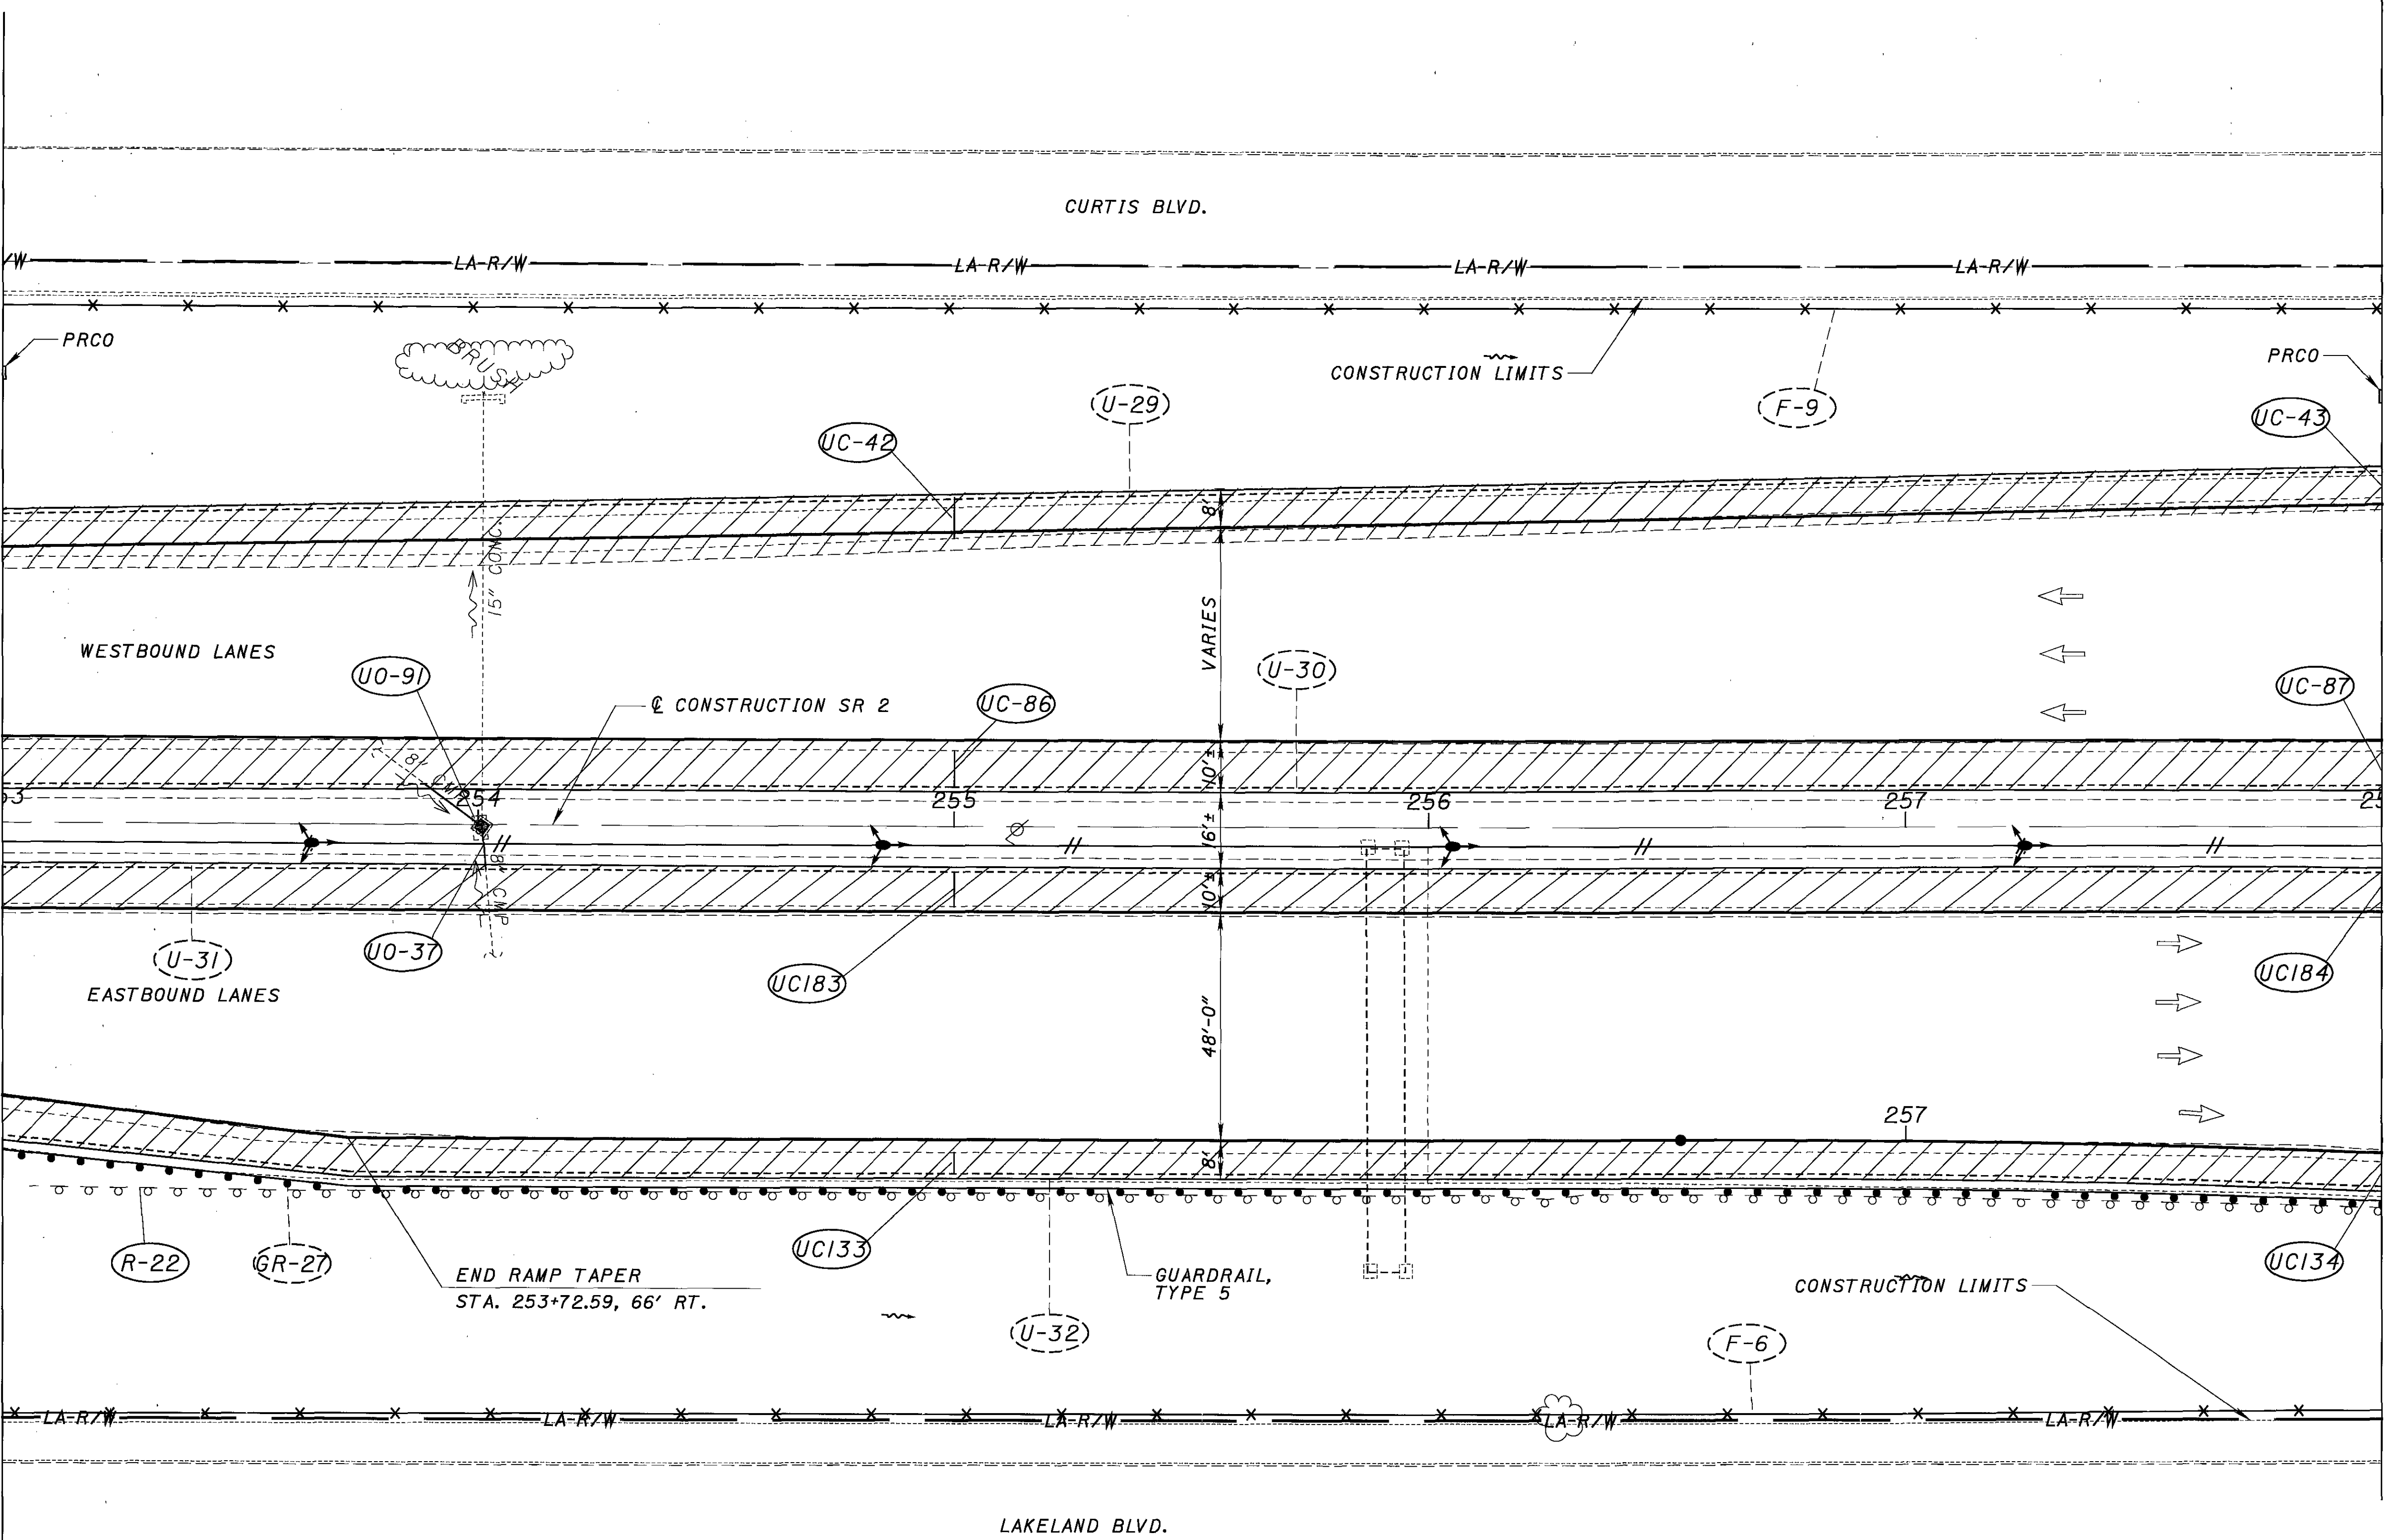 CURTIS BLVD.
/W
LA-R/W
LA-R/W
LA-R/W
LA-R/W
PRCO
BRUSH
CONSTRUCTION LIMITS
PRCO
U-29
F-9
UC-42
UC-43
8'
15" CONC.
VARIES
WESTBOUND LANES
UO-91
U-30
₵ CONSTRUCTION SR 2
UC-86
UC-87
10'±
8" CMP
254
255
256
257
16'±
8" CMP
10'±
U-31
UO-37
UC183
UC184
EASTBOUND LANES
48'-0"
257
8'
R-22
GR-27
UC133
UC134
END RAMP TAPER
STA. 253+72.59, 66' RT.
GUARDRAIL,
TYPE 5
CONSTRUCTION LIMITS
U-32
F-6
LA-R/W
LA-R/W
LA-R/W
LA-R/W
LA-R/W
LAKELAND BLVD.